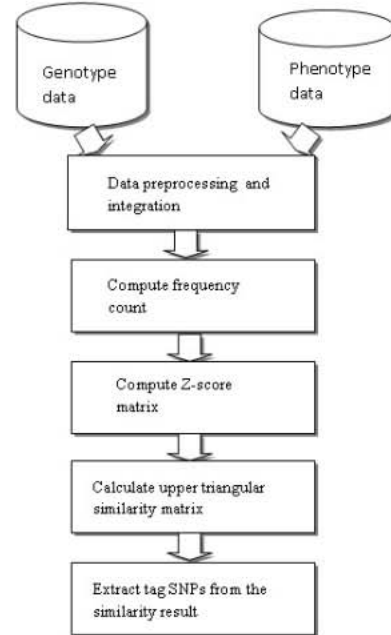 Genotype
data
Phenotype
data
Data preprocessing and
integration
Compute frequency
count
Compute Z-score
matrix
Calculate upper triangular
similarity matrix
Extract tag SNPs from the
similarity result